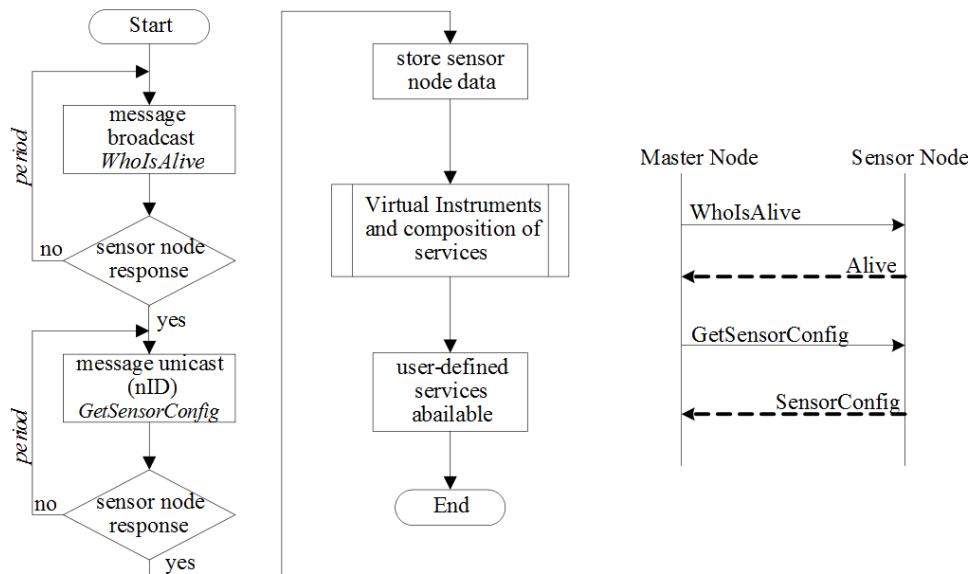 Start
period
message
broadcast
WhoIsAlive
no
sensor node
response
yes
period
message unicast
(nID)
GetSensorConfig
no
sensor node
response
yes
store sensor
node data
Virtual Instruments
and composition of
services
user-defined
services
abailable
End
Master Node
Sensor Node
WhoIsAlive
Alive
GetSensorConfig
SensorConfig